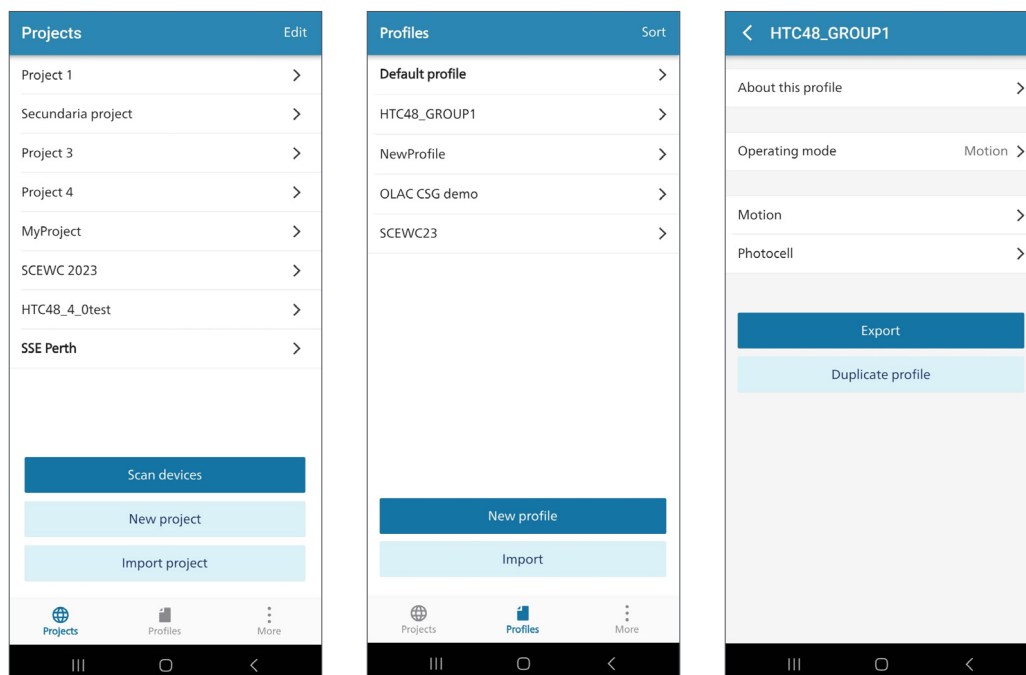 Projects Edit
Project 1
Secundaria project
Project 3
Project 4
MyProject
SCEWC 2023
HTC48_4_0test
SSE Perth
Scan devices
New project
Import project
Projects Profiles More
Profiles Sort
Default profile
HTC48_GROUP1
NewProfile
OLAC CSG demo
SCEWC23
New profile
Import
Projects Profiles More
HTC48_GROUP1
About this profile
Operating mode Motion
Motion
Photocell
Export
Duplicate profile